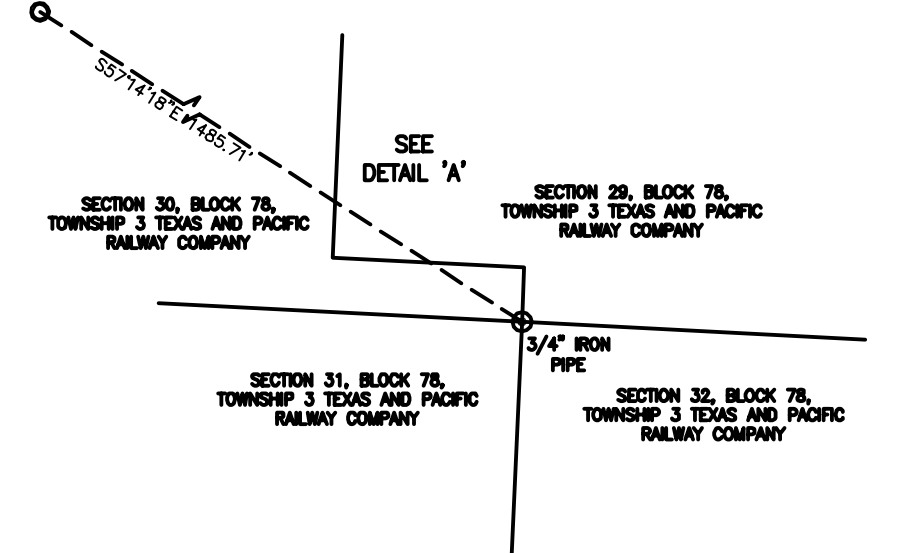 S57°14'18"E 1485.71'
SEE
DETAIL 'A'
SECTION 30, BLOCK 78,
TOWNSHIP 3 TEXAS AND PACIFIC
RAILWAY COMPANY
SECTION 29, BLOCK 78,
TOWNSHIP 3 TEXAS AND PACIFIC
RAILWAY COMPANY
3/4" IRON
PIPE
SECTION 31, BLOCK 78,
TOWNSHIP 3 TEXAS AND PACIFIC
RAILWAY COMPANY
SECTION 32, BLOCK 78,
TOWNSHIP 3 TEXAS AND PACIFIC
RAILWAY COMPANY